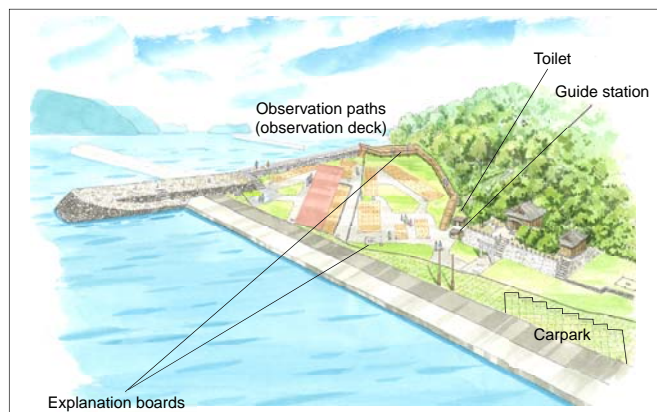 Toilet
Guide station
Observation paths
(observation deck)
Carpark
Explanation boards